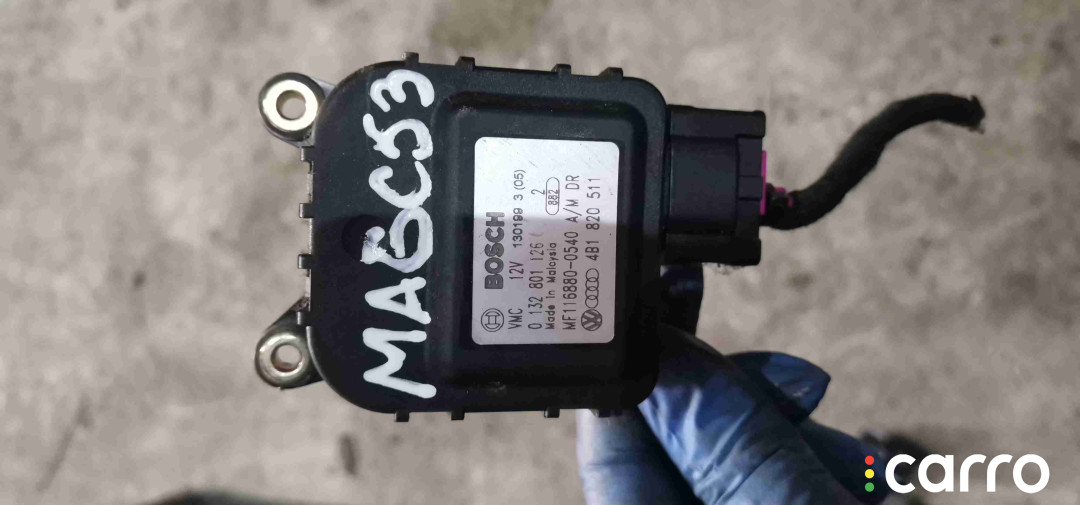 MA6C53
BOSCH
VMC 12V 130199 3 (05)
0 132 801 126
Made In Malaysia
2
882
MF116880-0540 A/M DR
4B1 820 511
carro